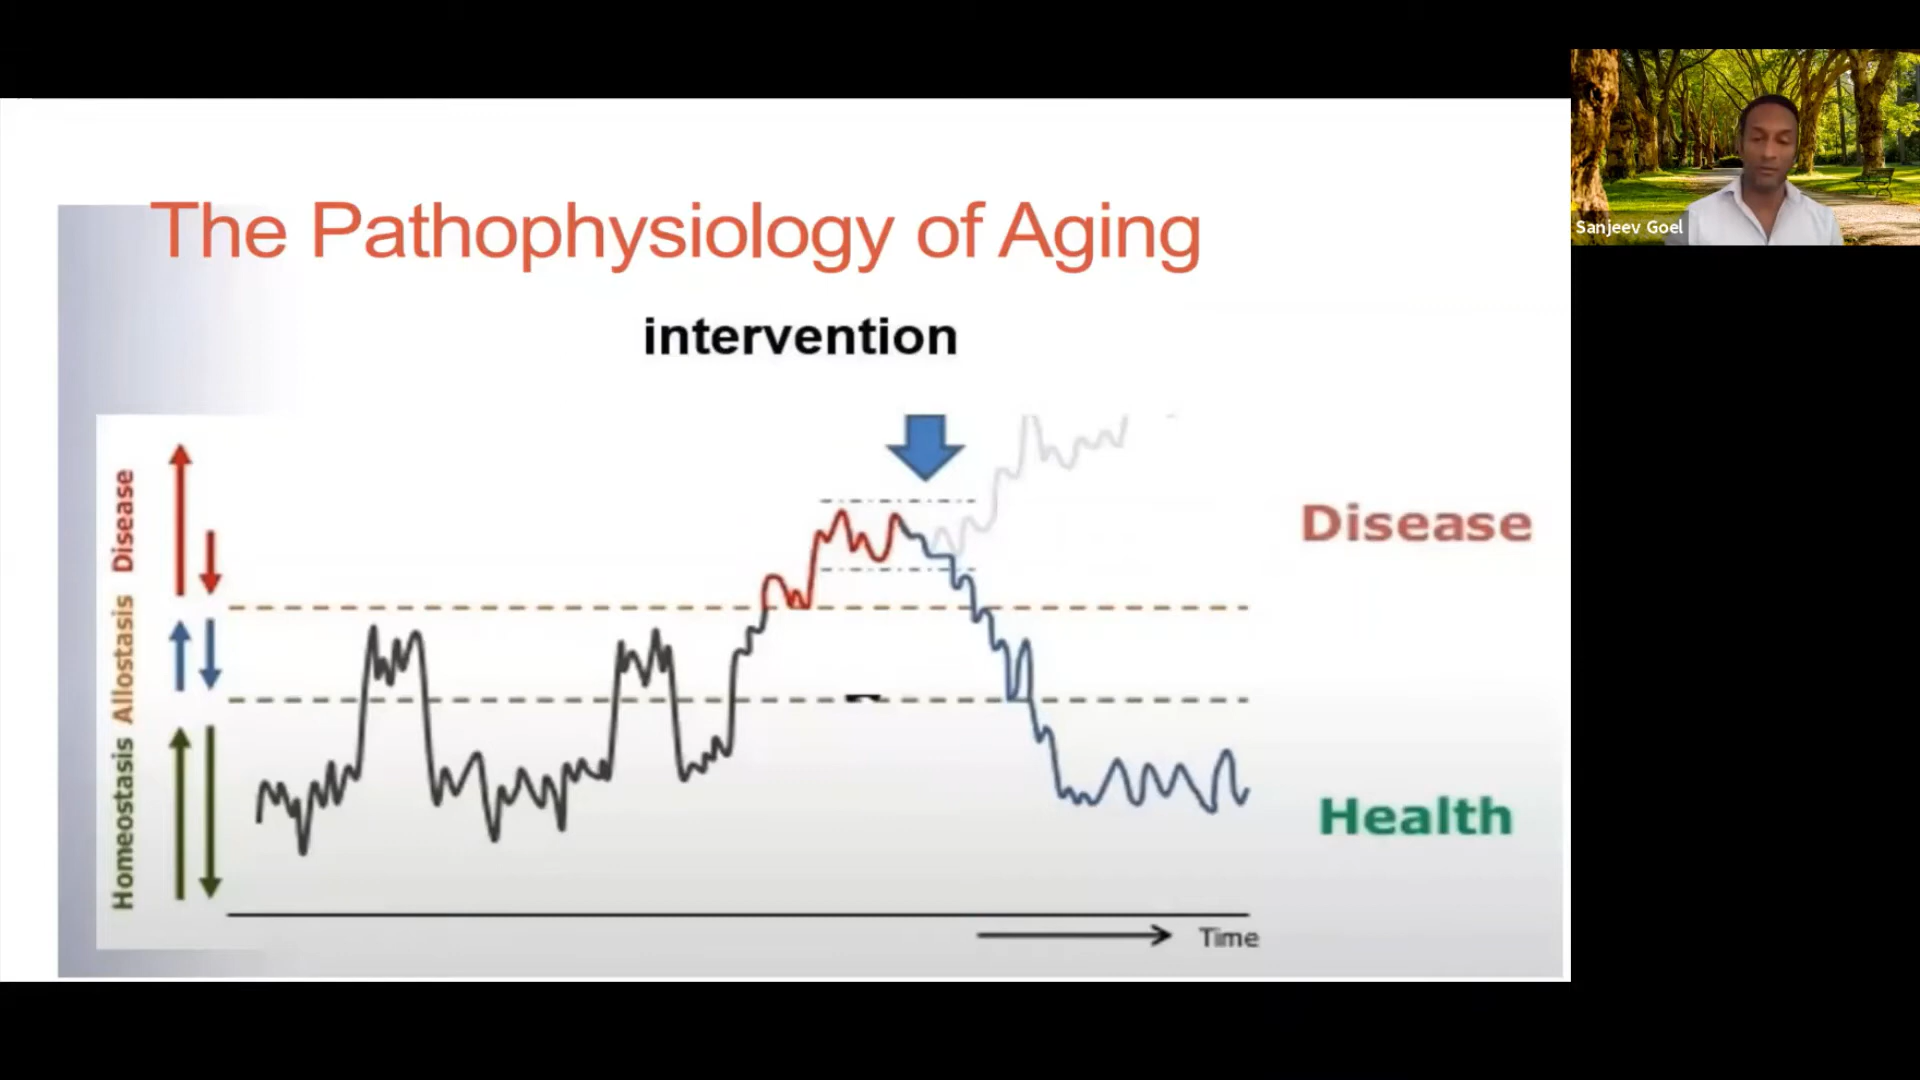 The Pathophysiology of Aging
intervention
Disease
Allostasis
Homeostasis
Disease
Health
Time
Sanjeev Goel